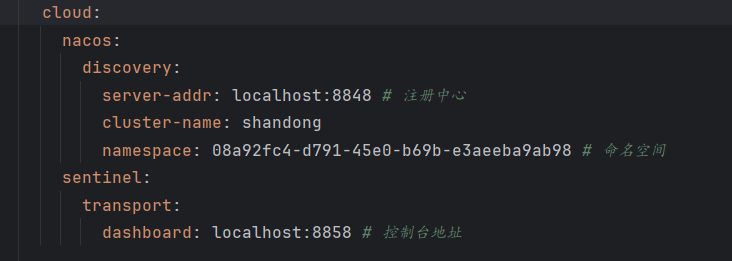 cloud:
nacos:
discovery:
server-addr: localhost:8848 # 注册中心
cluster-name: shandong
namespace: 08a92fc4-d791-45e0-b69b-e3aeeba9ab98 # 命名空间
sentinel:
transport:
dashboard: localhost:8858 # 控制台地址